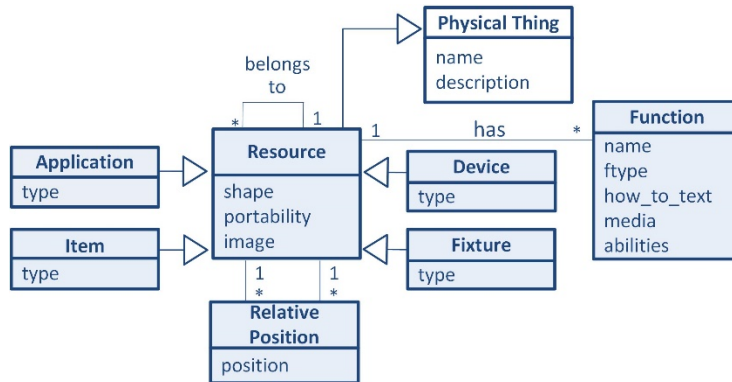 Physical Thing
name
description
belongs
to
*
1
1
has
*
Function
name
ftype
how_to_text
media
abilities
Application
type
Resource
shape
portability
image
Device
type
Item
type
Fixture
type
1
*
1
*
Relative
Position
position